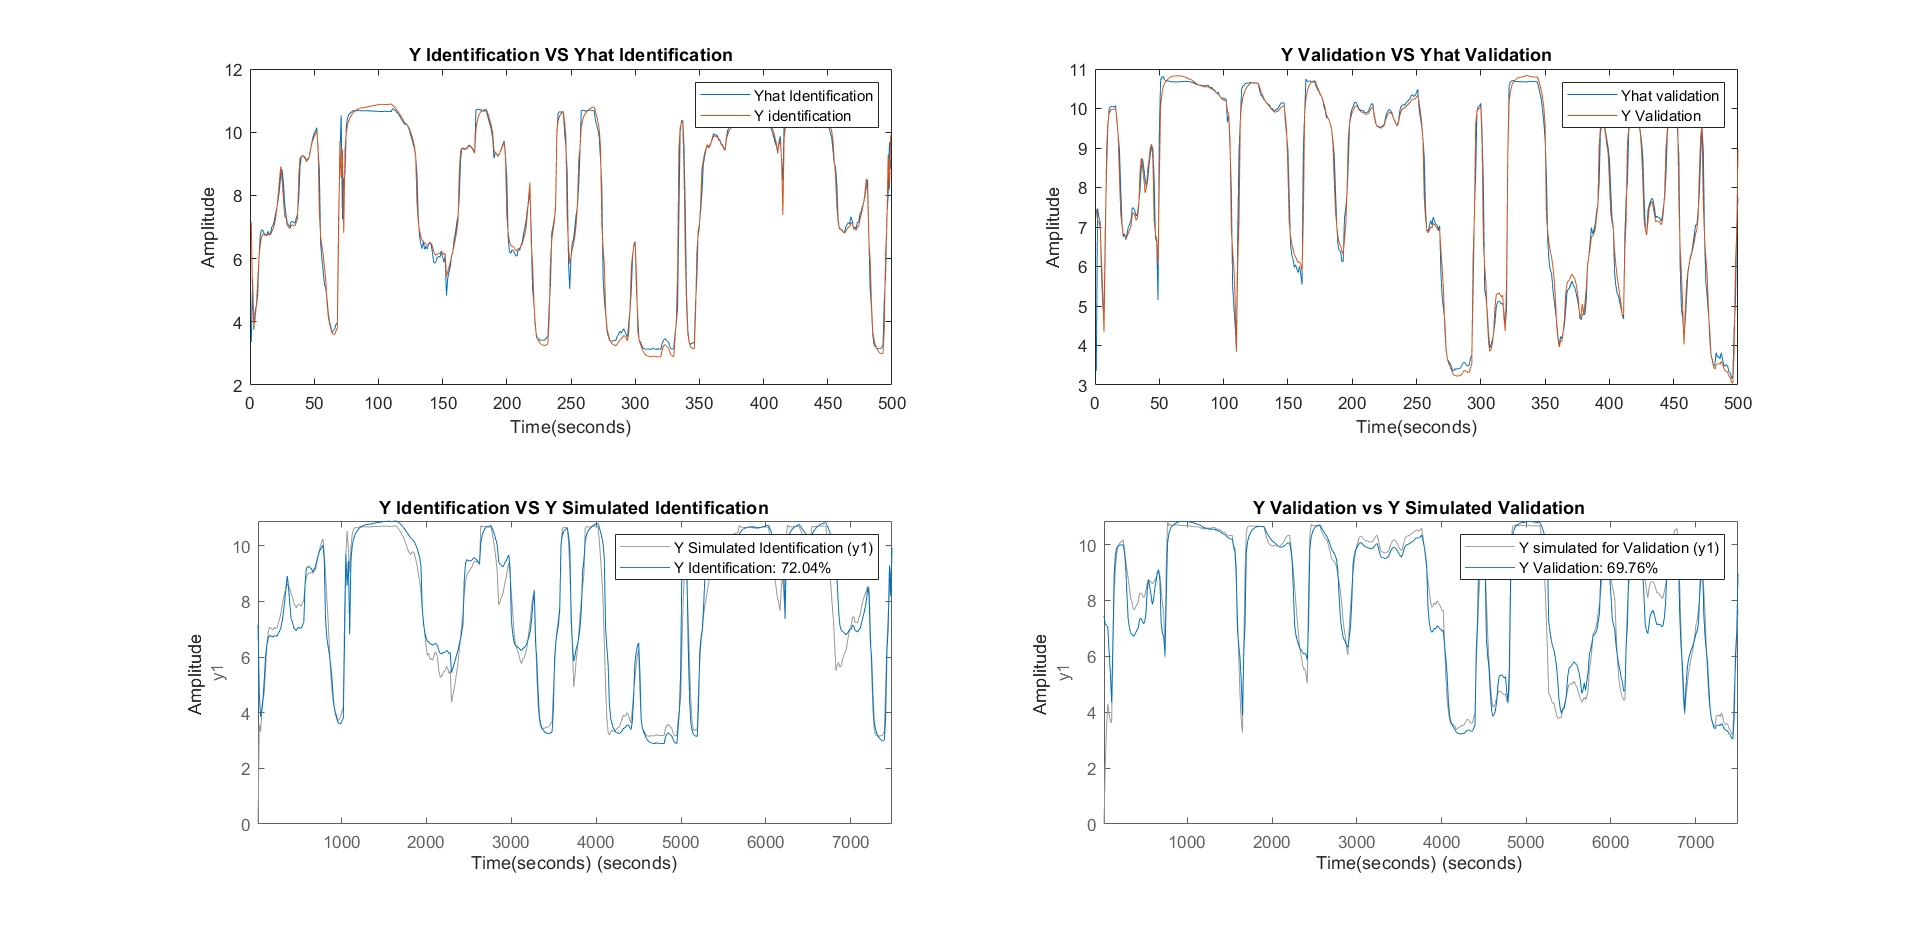 Y Identification VS Yhat Identification
12
10
8
6
4
2
Amplitude
0 50 100 150 200 250 300 350 400 450 500
Time(seconds)
Yhat Identification
Y identification
Y Validation VS Yhat Validation
11
10
9
8
7
6
5
4
3
Amplitude
0 50 100 150 200 250 300 350 400 450 500
Time(seconds)
Yhat validation
Y Validation
Y Identification VS Y Simulated Identification
10
8
6
4
2
0
Amplitude
y1
1000 2000 3000 4000 5000 6000 7000
Time(seconds) (seconds)
Y Simulated Identification (y1)
Y Identification: 72.04%
Y Validation vs Y Simulated Validation
10
8
6
4
2
0
Amplitude
y1
1000 2000 3000 4000 5000 6000 7000
Time(seconds) (seconds)
Y simulated for Validation (y1)
Y Validation: 69.76%